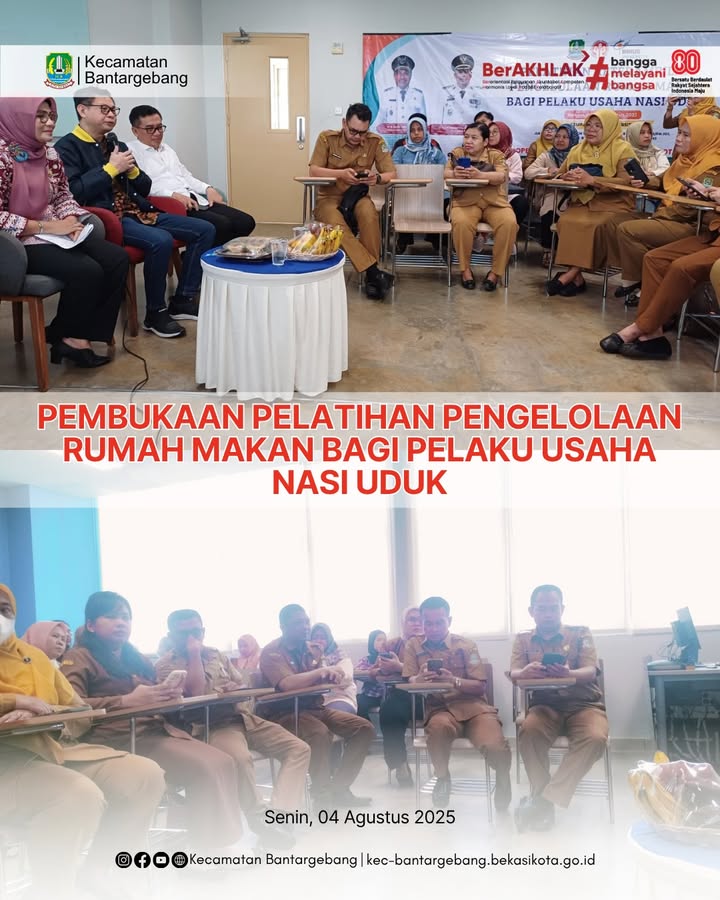 Kecamatan
Bantargebang
BerAKHLAK
#bangga
melayani
bangsa
80
Bersatu Berdaulat
Rakyat Sejahtera
Indonesia Maju
BAGI PELAKU USAHA NASI UDUK
PEMBUKAAN PELATIHAN PENGELOLAAN
RUMAH MAKAN BAGI PELAKU USAHA
NASI UDUK
Senin, 04 Agustus 2025
Kecamatan Bantargebang | kec-bantargebang.bekasikota.go.id